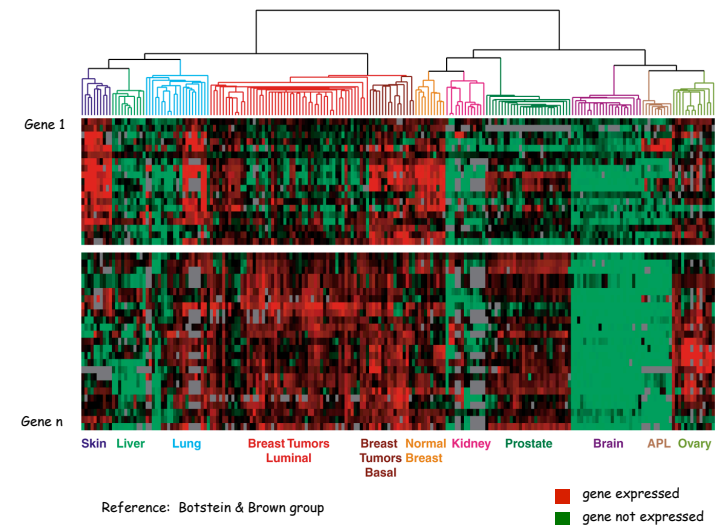 Gene 1
Gene n
Skin Liver Lung Breast Tumors Luminal Breast Tumors Basal Normal Breast Kidney Prostate Brain APL Ovary
Reference: Botstein & Brown group
gene expressed
gene not expressed